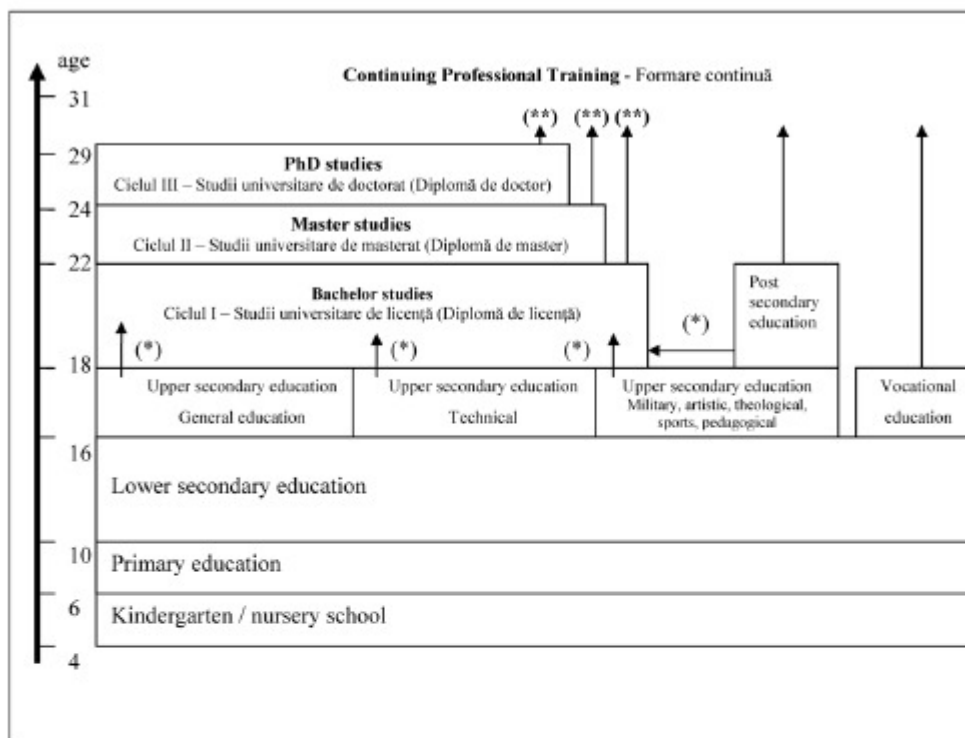 age
Continuing Professional Training - Formare continuă
31
(**) (**) (**)
29
PhD studies
Ciclul III – Studii universitare de doctorat (Diplomă de doctor)
24
Master studies
Ciclul II – Studii universitare de masterat (Diplomă de master)
22
Bachelor studies
Ciclul I – Studii universitare de licență (Diplomă de licență)
Post
secondary
education
(*)
(*)
(*)
(*)
18
Upper secondary education
General education
Upper secondary education
Technical
Upper secondary education
Military, artistic, theological,
sports, pedagogical
Vocational
education
16
Lower secondary education
10
Primary education
6
Kindergarten / nursery school
4